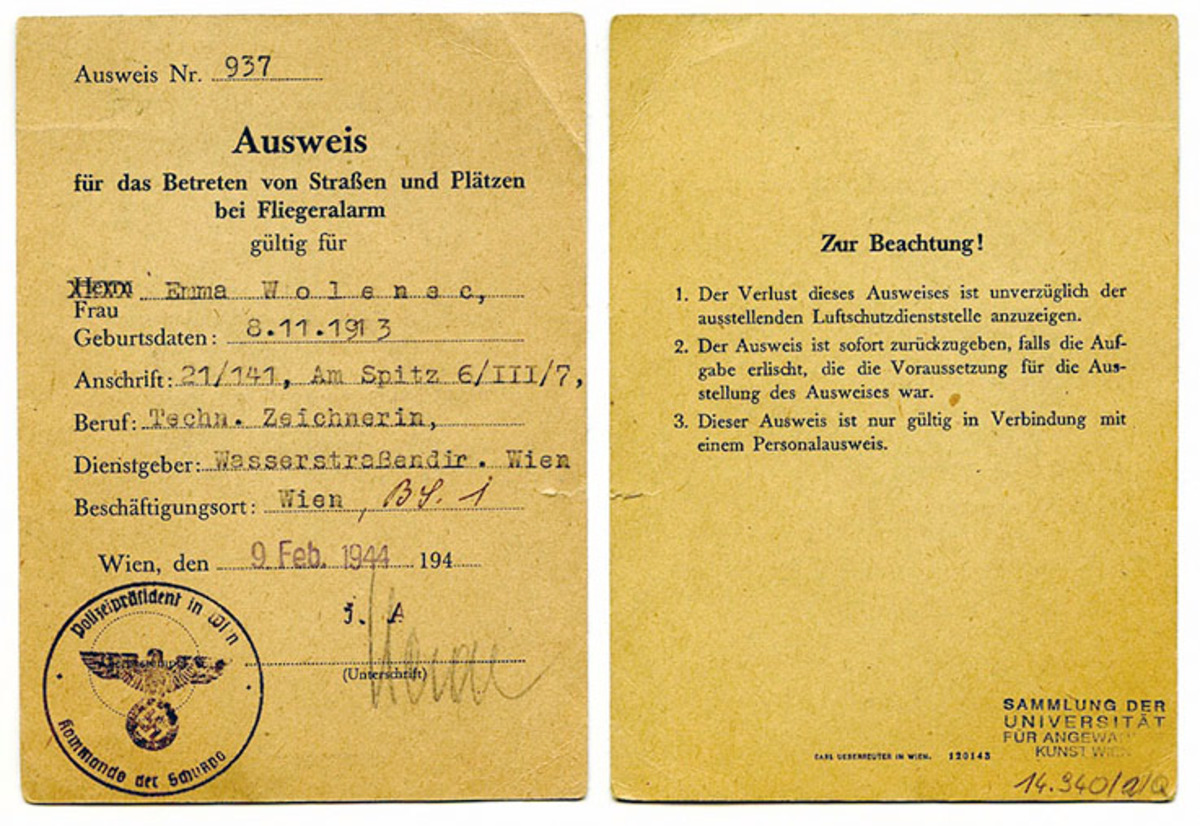 Ausweis Nr. 937
Ausweis
für das Betreten von Straßen und Plätzen
bei Fliegeralarm
gültig für
Herrn Emma Wolensec,
Frau
Geburtsdaten: 8.11.1913
Anschrift: 21/141, Am Spitz 6/III/7,
Beruf: Techn. Zeichnerin,
Dienstgeber: Wasserstraßendir. Wien
Beschäftigungsort: Wien, BS. 1
Wien, den 9. Feb. 1944 194
J. A
(Unterschrift)
Polizeipräsident in Wien
Kommando der Schupo
Zur Beachtung!
1. Der Verlust dieses Ausweises ist unverzüglich der
ausstellenden Luftschutzdienststelle anzuzeigen.
2. Der Ausweis ist sofort zurückzugeben, falls die Auf-
gabe erlischt, die die Voraussetzung für die Aus-
stellung des Ausweises war.
3. Dieser Ausweis ist nur gültig in Verbindung mit
einem Personalausweis.
CARL UEBERREUTER IN WIEN. 120143
SAMMLUNG DER
UNIVERSITÄT
FÜR ANGEWA
KUNST WIEN
14.340/2/Q